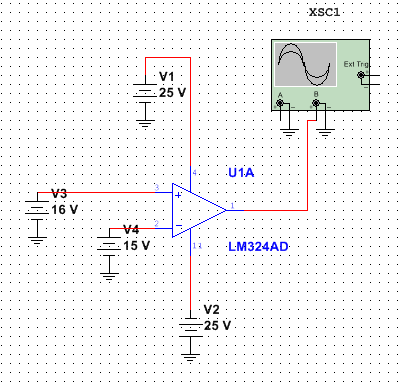 XSC1
Ext Trig
A
B
V1
25 V
U1A
4
3
V3
16 V
1
2
V4
15 V
11
LM324AD
V2
25 V